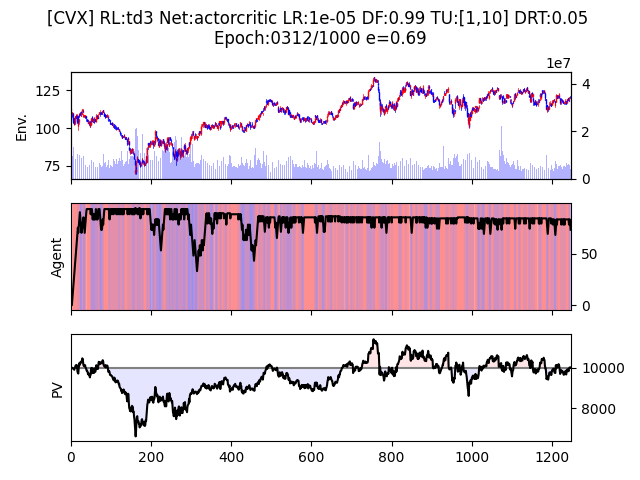 [CVX] RL:td3 Net:actorcritic LR:1e-05 DF:0.99 TU:[1,10] DRT:0.05
Epoch:0312/1000 e=0.69
1e7
125
100
75
Env.
4
2
0
Agent
50
0
PV
10000
8000
0
200
400
600
800
1000
1200